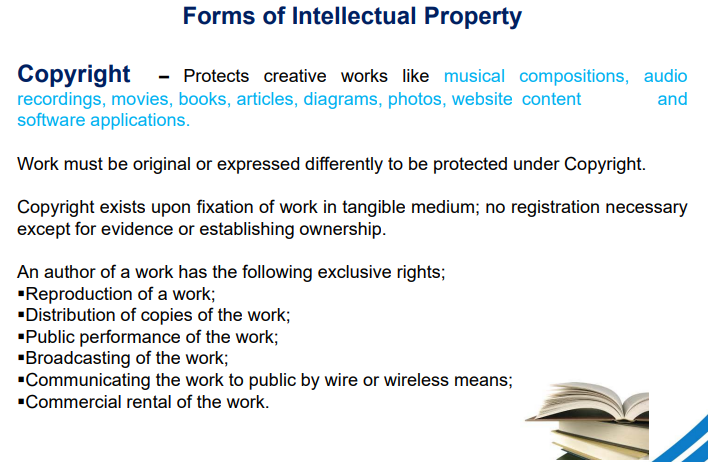 Forms of Intellectual Property
Copyright – Protects creative works like musical compositions, audio
recordings, movies, books, articles, diagrams, photos, website content and
software applications.
Work must be original or expressed differently to be protected under Copyright.
Copyright exists upon fixation of work in tangible medium; no registration necessary
except for evidence or establishing ownership.
An author of a work has the following exclusive rights;
▪Reproduction of a work;
▪Distribution of copies of the work;
▪Public performance of the work;
▪Broadcasting of the work;
▪Communicating the work to public by wire or wireless means;
▪Commercial rental of the work.